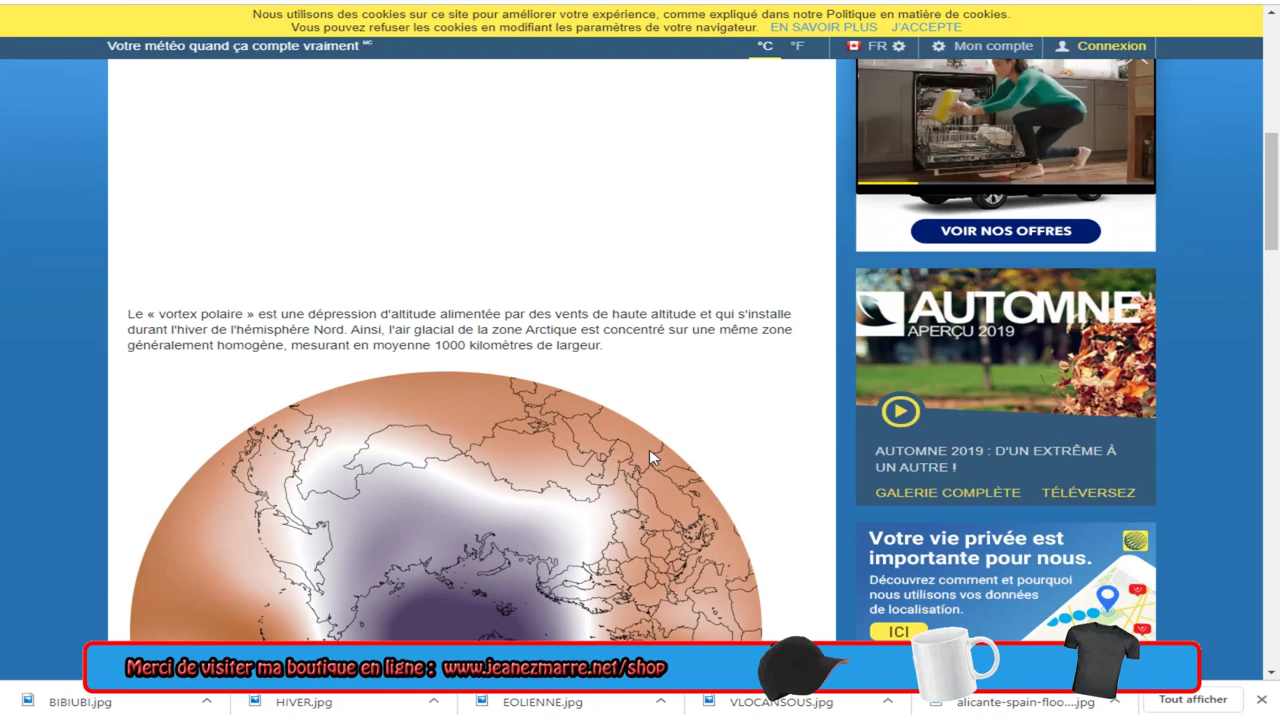 Nous utilisons des cookies sur ce site pour améliorer votre expérience, comme expliqué dans notre Politique en matière de cookies.
Vous pouvez refuser les cookies en modifiant les paramètres de votre navigateur. EN SAVOIR PLUS J'ACCEPTE
Votre météo quand ça compte vraiment MC
°C °F FR Mon compte Connexion
VOIR NOS OFFRES
AUTOMNE
APERÇU 2019
Le « vortex polaire » est une dépression d'altitude alimentée par des vents de haute altitude et qui s'installe
durant l'hiver de l'hémisphère Nord. Ainsi, l'air glacial de la zone Arctique est concentré sur une même zone
généralement homogène, mesurant en moyenne 1000 kilomètres de largeur.
AUTOMNE 2019 : D'UN EXTRÊME À
UN AUTRE !
GALERIE COMPLÈTE TÉLÉVERSEZ
Votre vie privée est
importante pour nous.
Découvrez comment et pourquoi
nous utilisons vos données
de localisation.
ICI
Merci de visiter ma boutique en ligne : www.jeanezmarre.net/shop
BIBIUBI.jpg HIVER.jpg EOLIENNE.jpg VLOCANSOUS.jpg alicante-spain-floo....jpg Tout afficher